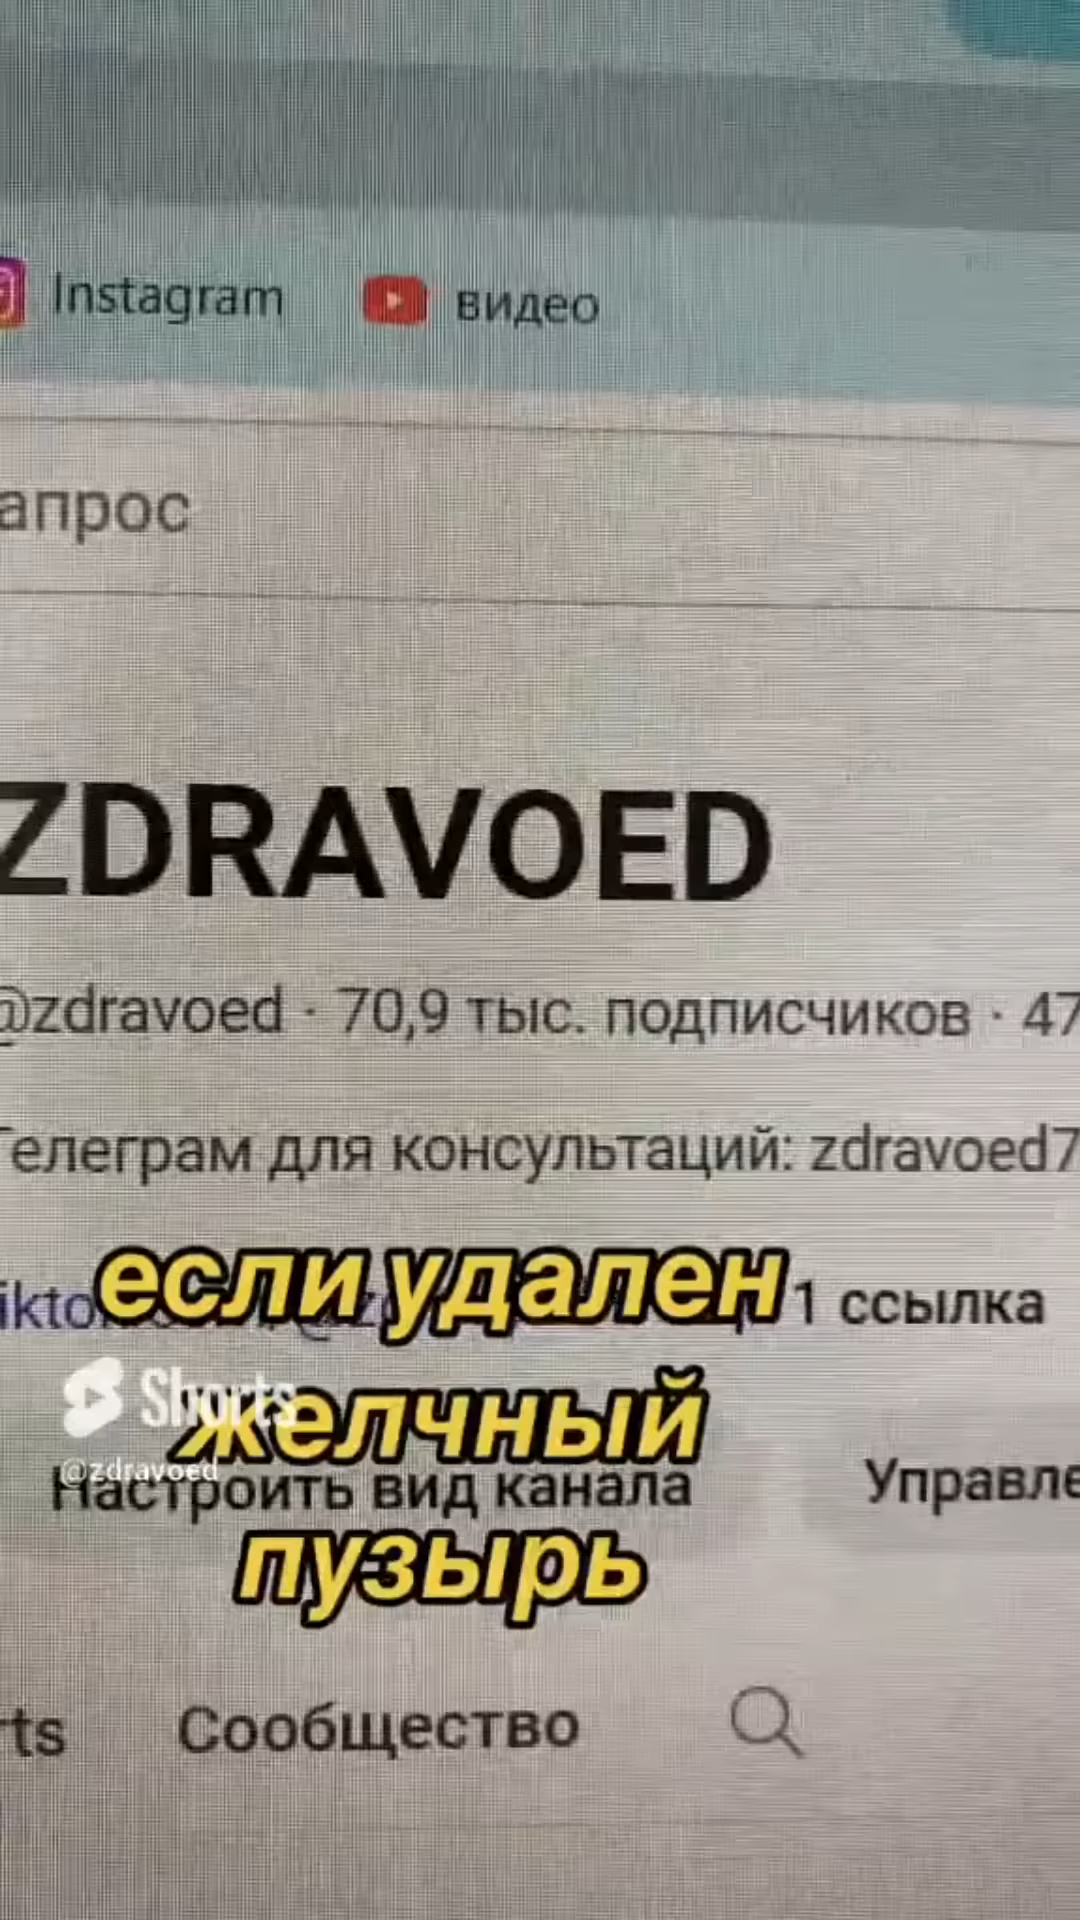 Instagram
видео
апрос
ZDRAVOED
@zdravoed · 70,9 тыс. подписчиков · 47
Телеграм для консультаций: zdravoed7
если удален
1 ссылка
Shorts
желчный
@zdravoed
Настроить вид канала
Управле
пузырь
rts
Сообщество